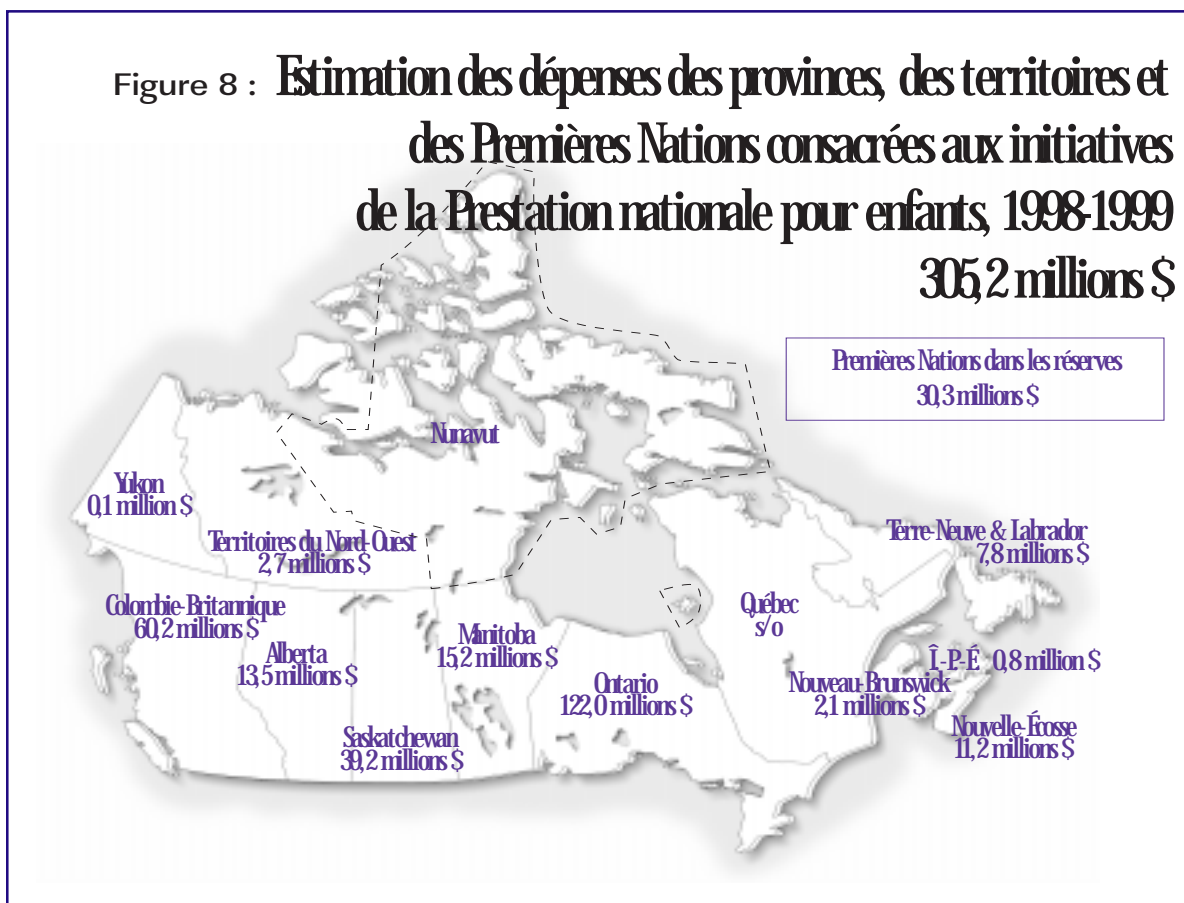 Figure 8 : Estimation des dépenses des provinces, des territoires et
des Premières Nations consacrées aux initiatives
de la Prestation nationale pour enfants, 1998-1999
305,2 millions $
Premières Nations dans les réserves
30,3 millions $
Nunavut
Yukon
0,1 million $
Territoires du Nord-Ouest
2,7 millions $
Terre-Neuve & Labrador
7,8 millions $
Colombie-Britannique
60,2 millions $
Alberta
13,5 millions $
Saskatchewan
39,2 millions $
Manitoba
15,2 millions $
Ontario
122,0 millions $
Québec
s/o
Nouveau-Brunswick
2,1 millions $
Î.-P.-É 0,8 million $
Nouvelle-Écosse
11,2 millions $